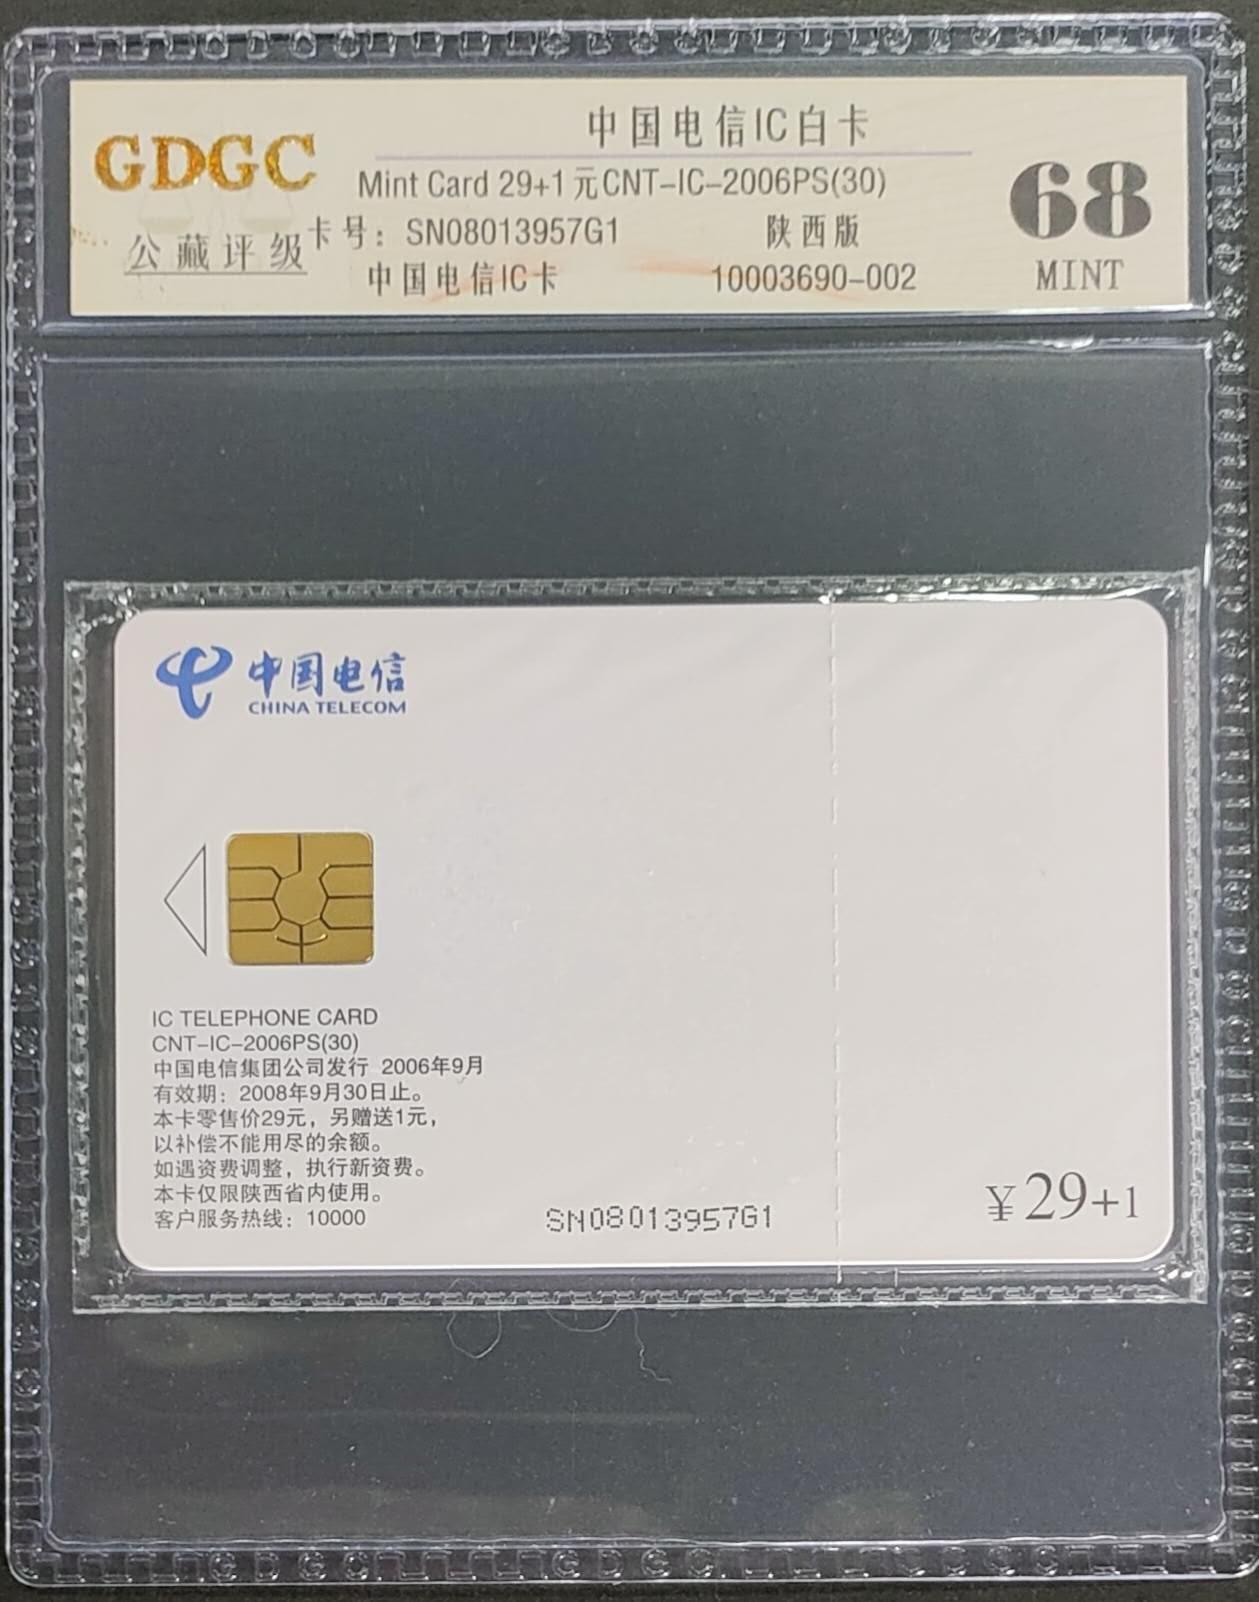 中国电信IC白卡
GDGC
Mint Card 29+1元CNT-IC-2006PS(30)
68
卡号：SN08013957G1 陕西版
公藏评级
中国电信IC卡 10003690-002
MINT
中国电信
CHINA TELECOM
IC TELEPHONE CARD
CNT-IC-2006PS(30)
中国电信集团公司发行 2006年9月
有效期：2008年9月30日止。
本卡零售价29元，另赠送1元，
以补偿不能用尽的余额。
如遇资费调整，执行新资费。
本卡仅限陕西省内使用。
客户服务热线：10000
SN08013957G1
¥29+1